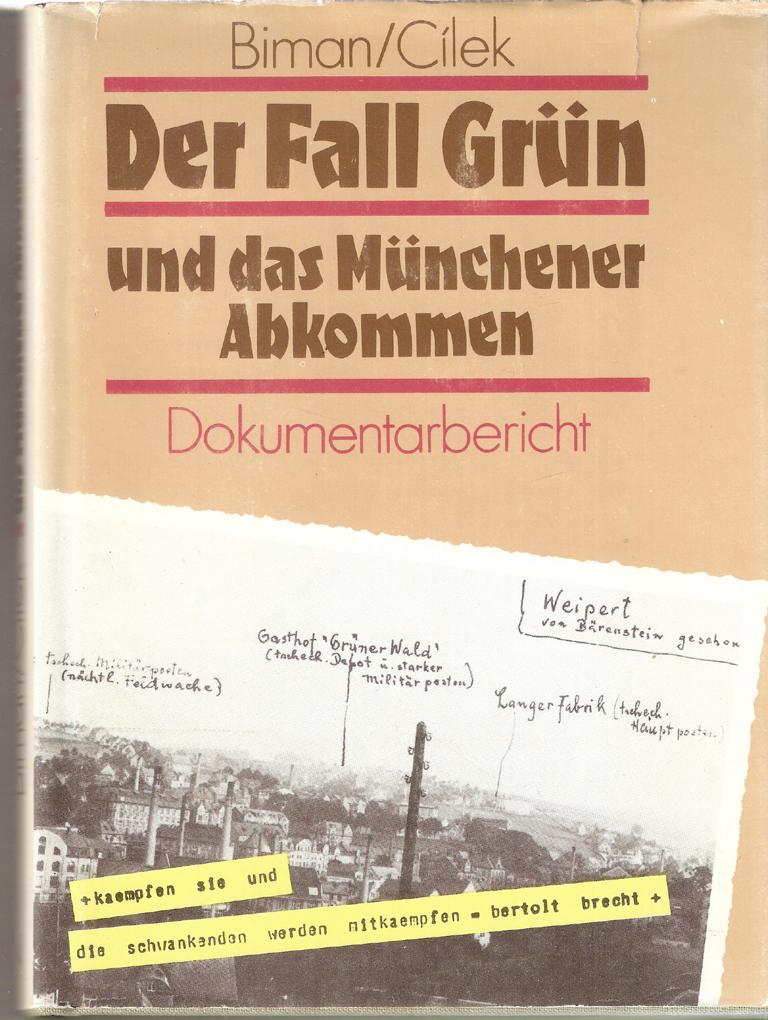 Biman/Cílek
Der Fall Grün
und das Münchener
Abkommen
Dokumentarbericht
Weipert
von Bärenstein gesehen
Gasthof "Grüner Wald"
(tschech. Depot u. starker
Militärposten)
tschech. Militärposten
(nächtl. Feldwache)
Langer Fabrik (tschech.
Hauptposten)
+kaempfen sie und
die schwankenden werden mitkaempfen = bertolt brecht +